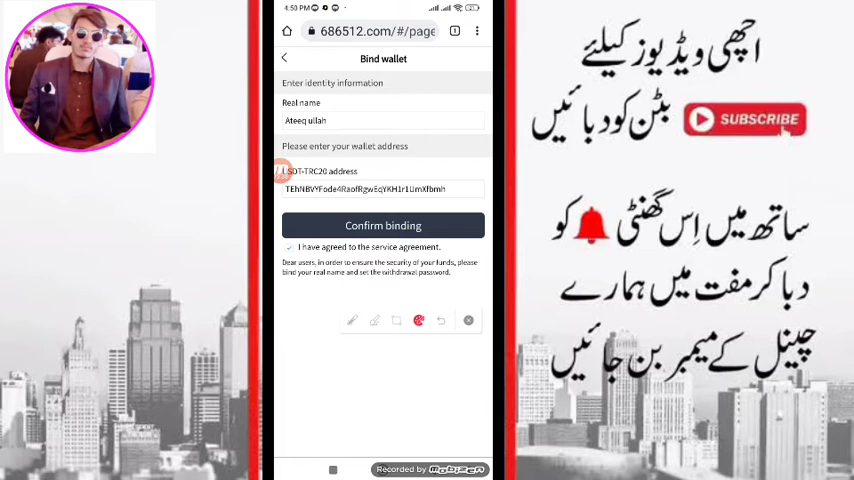 4:50 PM
686512.com/#/page
1
Bind wallet
Enter identity information
Real name
Ateeq ullah
Please enter your wallet address
USDT-TRC20 address
TEhNBVYFode4RaofRgwEqYKH1r1UmXfbmh
Confirm binding
I have agreed to the service agreement.
Dear users, in order to ensure the security of your funds, please
bind your real name and set the withdrawal password.
Recorded by mobizen
اچھی ویڈیوز کیلئے
بٹن کو دبائیں SUBSCRIBE
ساتھ میں اِس گھنٹی کو
دبا کر مفت میں ہمارے
چینل کے میمبر بن جائیں